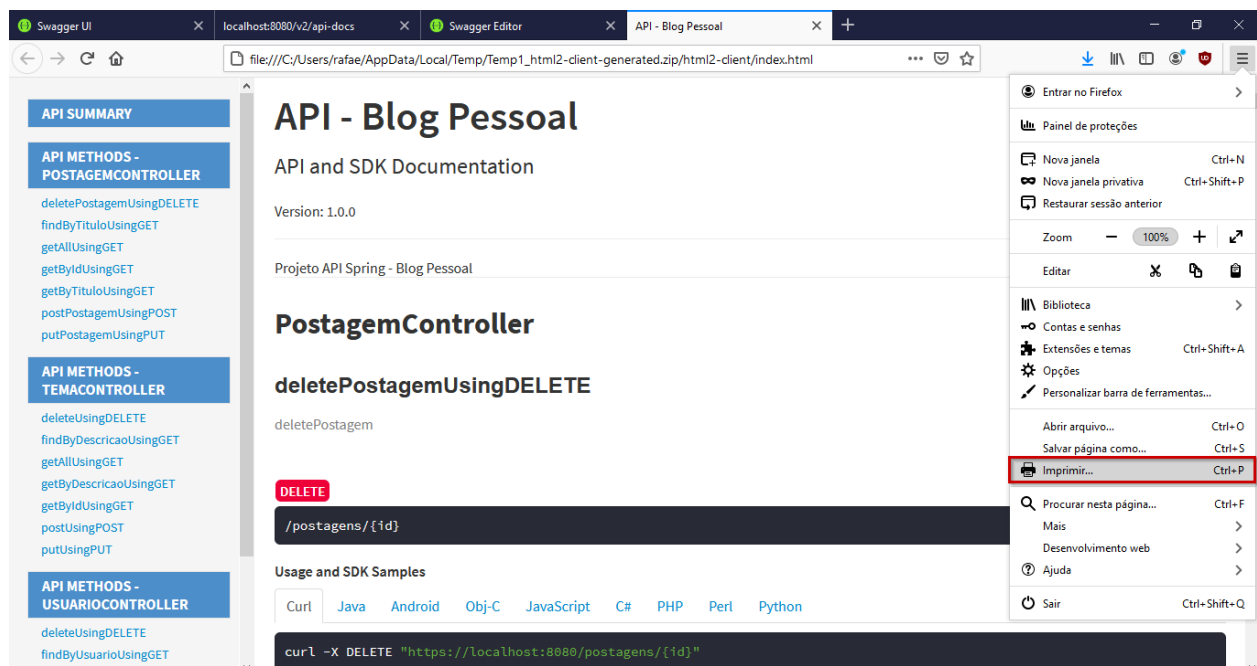 Swagger UI
localhost:8080/v2/api-docs
Swagger Editor
API - Blog Pessoal
file:///C:/Users/rafae/AppData/Local/Temp/Temp1_html2-client-generated.zip/html2-client/index.html
API SUMMARY
API METHODS -
POSTAGEMCONTROLLER
deletePostagemUsingDELETE
findByTituloUsingGET
getAllUsingGET
getByIdUsingGET
getByTituloUsingGET
postPostagemUsingPOST
putPostagemUsingPUT
API METHODS -
TEMACONTROLLER
deleteUsingDELETE
findByDescricaoUsingGET
getAllUsingGET
getByDescricaoUsingGET
getByIdUsingGET
postUsingPOST
putUsingPUT
API METHODS -
USUARIOCONTROLLER
deleteUsingDELETE
findByUsuarioUsingGET
API - Blog Pessoal
API and SDK Documentation
Version: 1.0.0
Projeto API Spring - Blog Pessoal
PostagemController
deletePostagemUsingDELETE
deletePostagem
DELETE
/postagens/{id}
Usage and SDK Samples
Curl Java Android Obj-C JavaScript C# PHP Perl Python
curl -X DELETE "https://localhost:8080/postagens/{id}"
Entrar no Firefox
Painel de proteções
Nova janela Ctrl+N
Nova janela privativa Ctrl+Shift+P
Restaurar sessão anterior
Zoom 100%
Editar
Biblioteca
Contas e senhas
Extensões e temas Ctrl+Shift+A
Opções
Personalizar barra de ferramentas...
Abrir arquivo... Ctrl+O
Salvar página como... Ctrl+S
Imprimir... Ctrl+P
Procurar nesta página... Ctrl+F
Mais
Desenvolvimento web
Ajuda
Sair Ctrl+Shift+Q